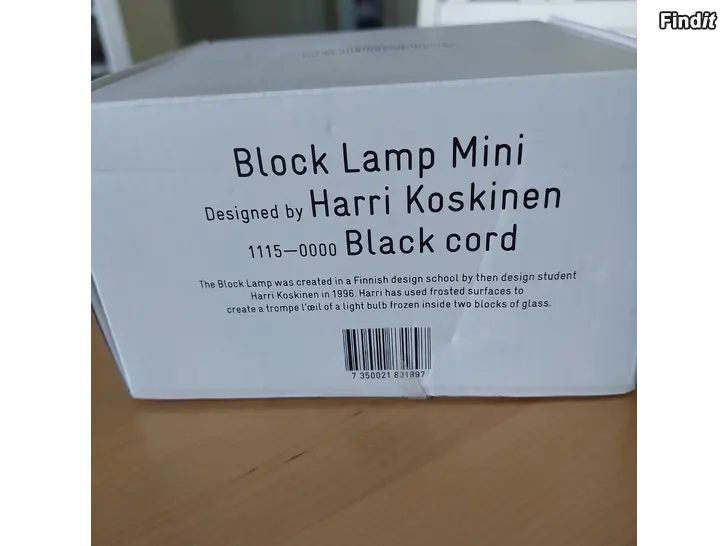 Findit
Block Lamp Mini
Designed by Harri Koskinen
1115—0000 Black cord
The Block Lamp was created in a Finnish design school by then design student
Harri Koskinen in 1996. Harri has used frosted surfaces to
create a trompe l'œil of a light bulb frozen inside two blocks of glass.
7 350021 831897